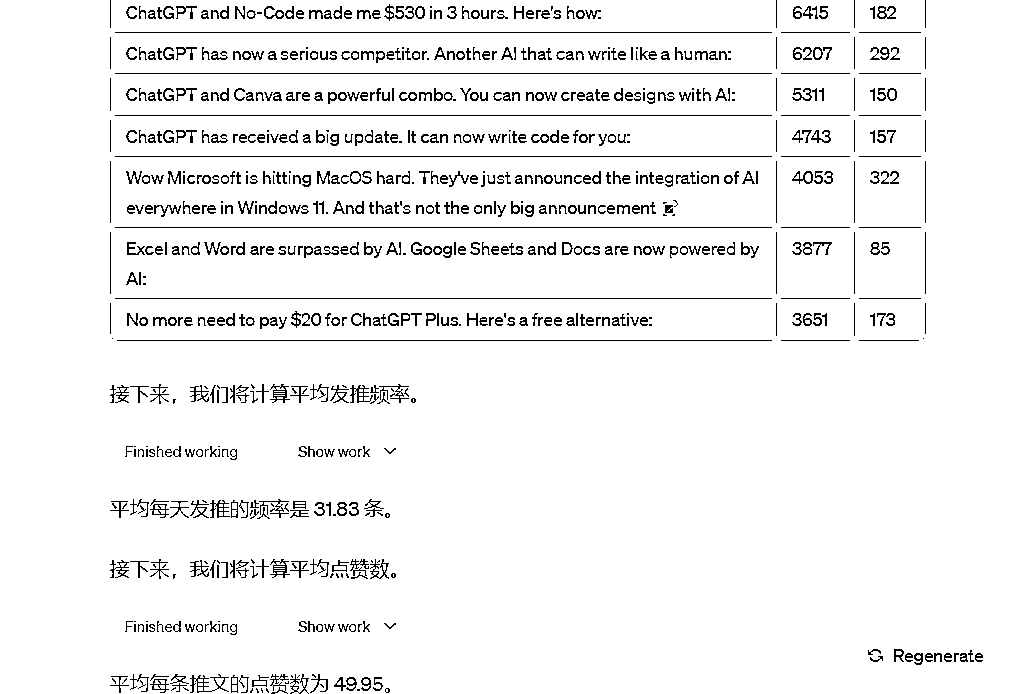 ChatGPT and No-Code made me $530 in 3 hours. Here's how: 6415 182
ChatGPT has now a serious competitor. Another AI that can write like a human: 6207 292
ChatGPT and Canva are a powerful combo. You can now create designs with AI: 5311 150
ChatGPT has received a big update. It can now write code for you: 4743 157
Wow Microsoft is hitting MacOS hard. They've just announced the integration of AI 4053 322
everywhere in Windows 11. And that's not the only big announcement
Excel and Word are surpassed by AI. Google Sheets and Docs are now powered by 3877 85
AI:
No more need to pay $20 for ChatGPT Plus. Here's a free alternative: 3651 173
接下来，我们将计算平均发推频率。
Finished working Show work
平均每天发推的频率是 31.83 条。
接下来，我们将计算平均点赞数。
Finished working Show work
Regenerate
平均每条推文的点赞数为 49.95。